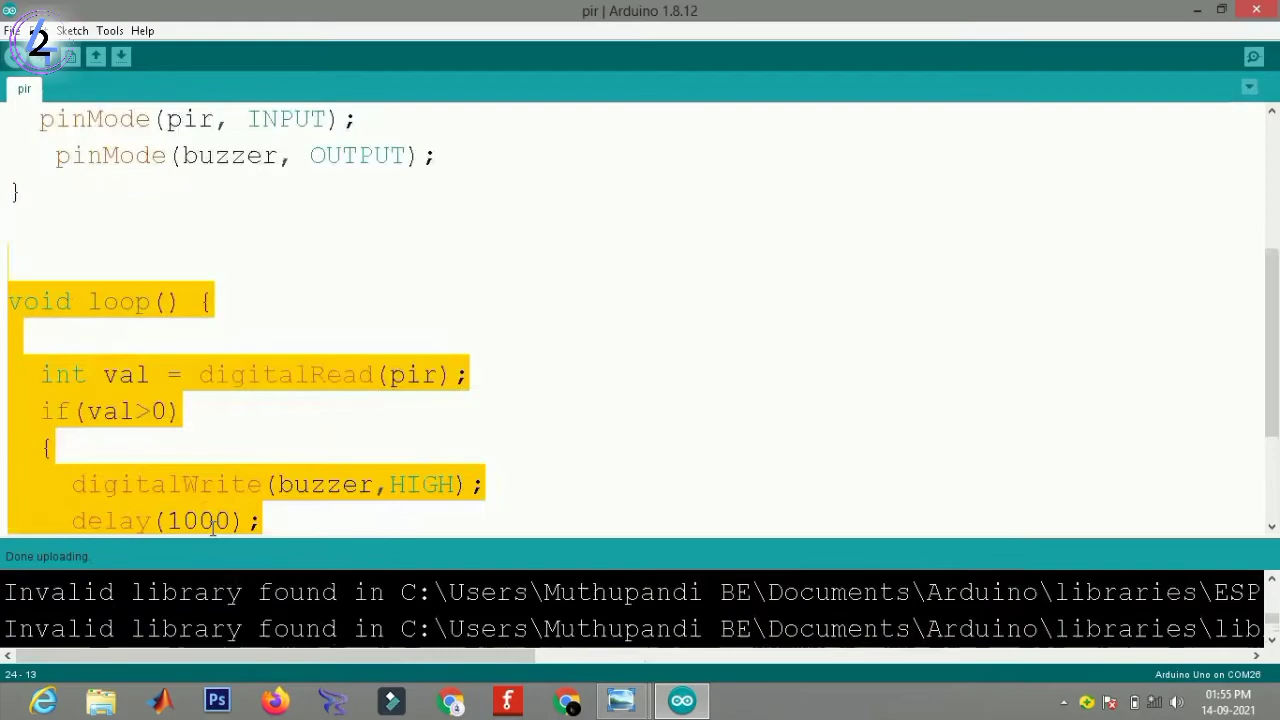 pir | Arduino 1.8.12
Sketch Tools Help
2
pir
pinMode(pir, INPUT);
pinMode(buzzer, OUTPUT);
}
void loop() {
int val = digitalRead(pir);
if(val>0)
{
digitalWrite(buzzer,HIGH);
delay(1000);
Done uploading.
Invalid library found in C:\Users\Muthupandi BE\Documents\Arduino\libraries\ESP
Invalid library found in C:\Users\Muthupandi BE\Documents\Arduino\libraries\lib
24 - 13
Arduino Uno on COM26
Ps
01:55 PM
14-09-2021